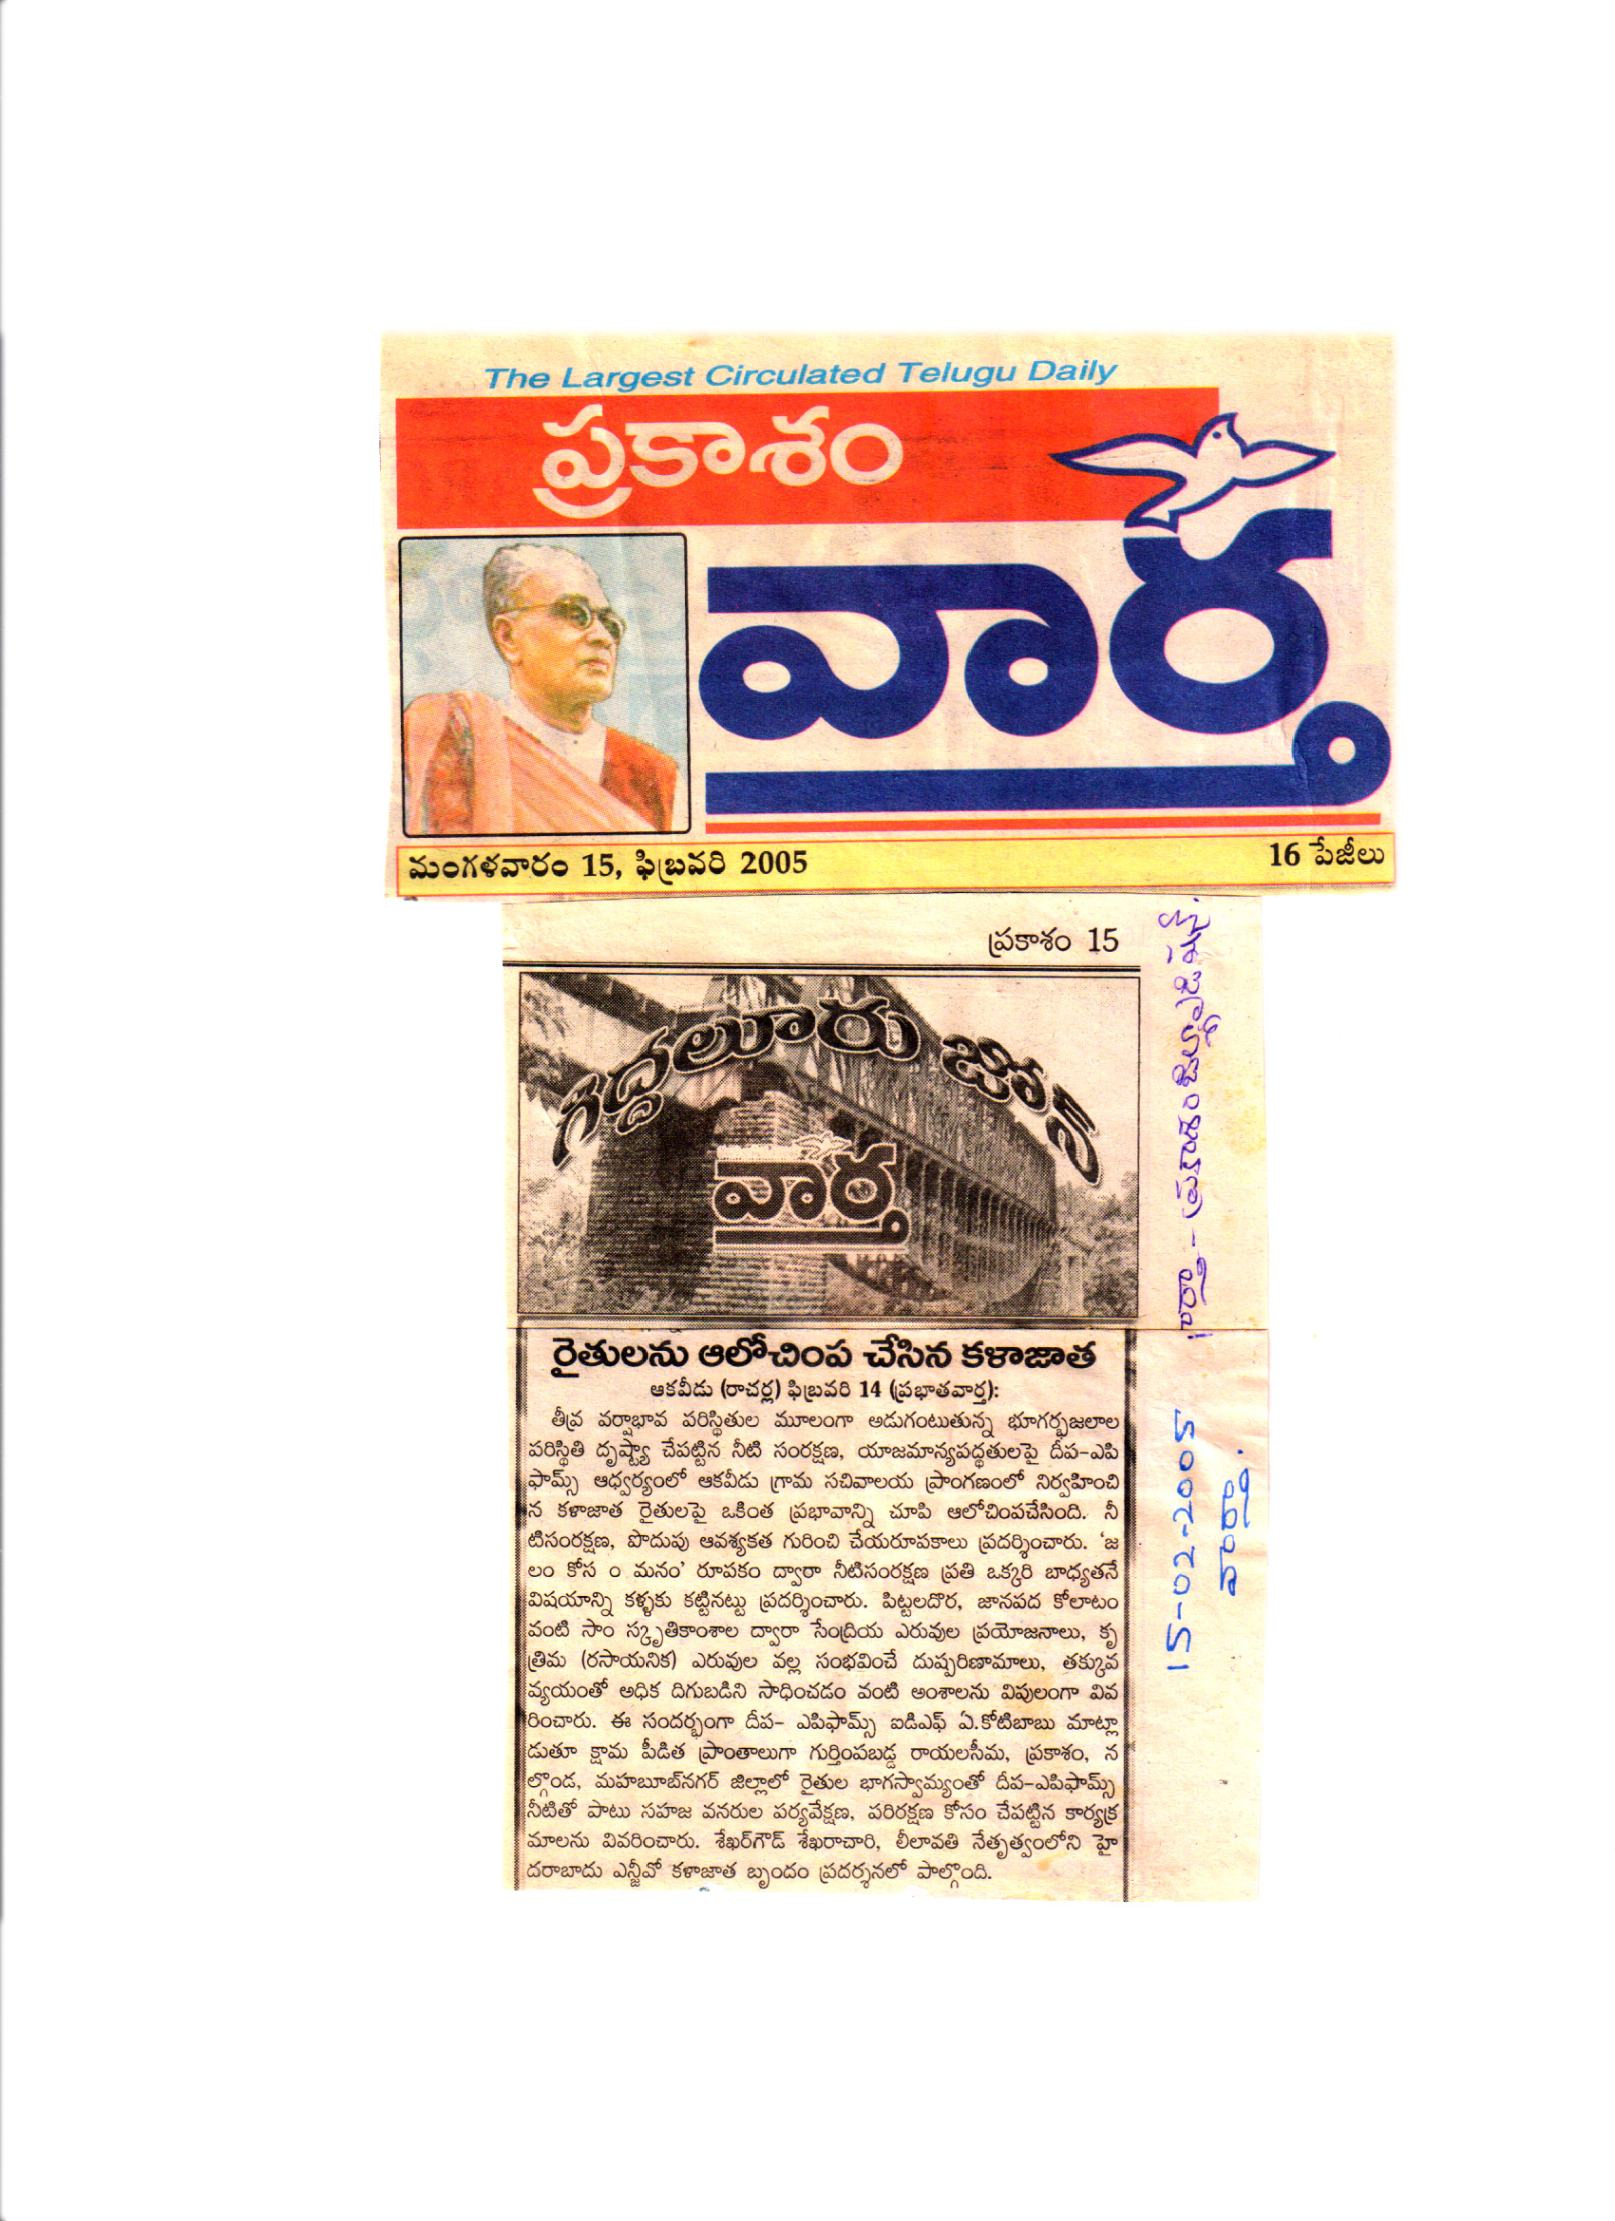 The Largest Circulated Telugu Daily
ప్రకాశం
వార్త
మంగళవారం 15, ఫిబ్రవరి 2005
16 పేజీలు
ప్రకాశం 15
గిద్దలూరు జోన్
వార్త
రైతులను ఆలోచింప చేసిన కళాజాత
ఆకవీడు (రాచర్ల) ఫిబ్రవరి 14 (ప్రభాతవార్త):
తీవ్ర వర్షాభావ పరిస్థితుల మూలంగా అడుగంటుతున్న భూగర్భజలాల
పరిస్థితి దృష్ట్యా చేపట్టిన నీటి సంరక్షణ, యాజమాన్యపద్థతులపై దీప-ఎపి
ఫామ్స్ ఆధ్వర్యంలో ఆకవీడు గ్రామ సచివాలయ ప్రాంగణంలో నిర్వహించి
న కళాజాత రైతులపై ఒకింత ప్రభావాన్ని చూపి ఆలోచింపచేసింది. నీ
టిసంరక్షణ, పొదుపు ఆవశ్యకత గురించి చేయరూపకాలు ప్రదర్శించారు. 'జ
లం కోస ం మనం' రూపకం ద్వారా నీటిసంరక్షణ ప్రతి ఒక్కరి బాధ్యతనే
విషయాన్ని కళ్ళకు కట్టినట్టు ప్రదర్శించారు. పిట్టలదొర, జానపద కోలాటం
వంటి సాం స్కృతికాంశాల ద్వారా సేంద్రియ ఎరువుల ప్రయోజనాలు, కృ
త్రిమ (రసాయనిక) ఎరువుల వల్ల సంభవించే దుష్పరిణామాలు, తక్కువ
వ్యయంతో అధిక దిగుబడిని సాధించడం వంటి అంశాలను విపులంగా వివ
రించారు. ఈ సందర్భంగా దీప- ఎపిఫామ్స్ ఐడిఎఫ్ ఏ.కోటిబాబు మాట్లా
డుతూ క్షామ పీడిత ప్రాంతాలుగా గుర్తింపబడ్డ రాయలసీమ, ప్రకాశం, న
ల్గొండ, మహబూబ్‌నగర్ జిల్లాలో రైతుల భాగస్వామ్యంతో దీప-ఎపిఫామ్స్
నీటితో పాటు సహజ వనరుల పర్యవేక్షణ, పరిరక్షణ కోసం చేపట్టిన కార్యక్ర
మాలను వివరించారు. శేఖర్‌గౌడ్ శేఖరాచారి, లీలావతి నేతృత్వంలోని హై
దరాబాదు ఎన్జీవో కళాజాత బృందం ప్రదర్శనలో పాల్గొంది.
15-02-2005
వార్త.